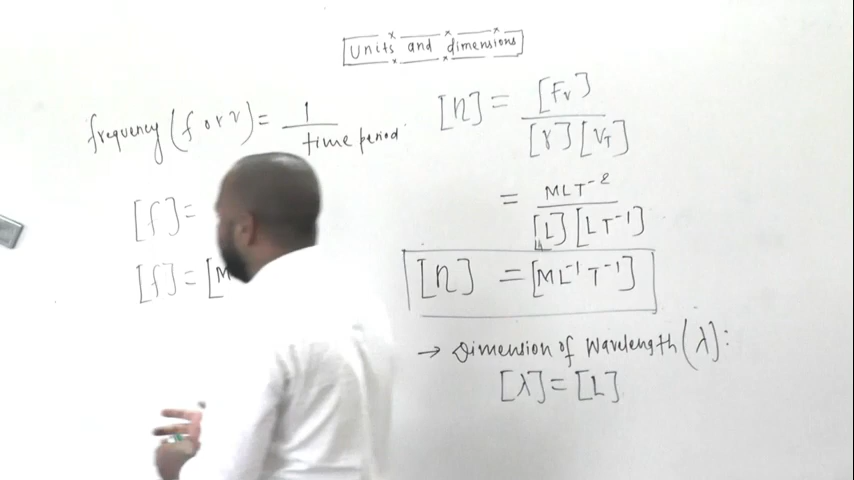 Units and dimensions
frequency (f or ν) = 1 / time period
[f] =
[f] = [M
[η] = [Fv] / [r] [VT]
= MLT⁻² / [L] [LT⁻¹]
[η] = [ML⁻¹T⁻¹]
→ Dimension of Wavelength (λ):
[λ] = [L]